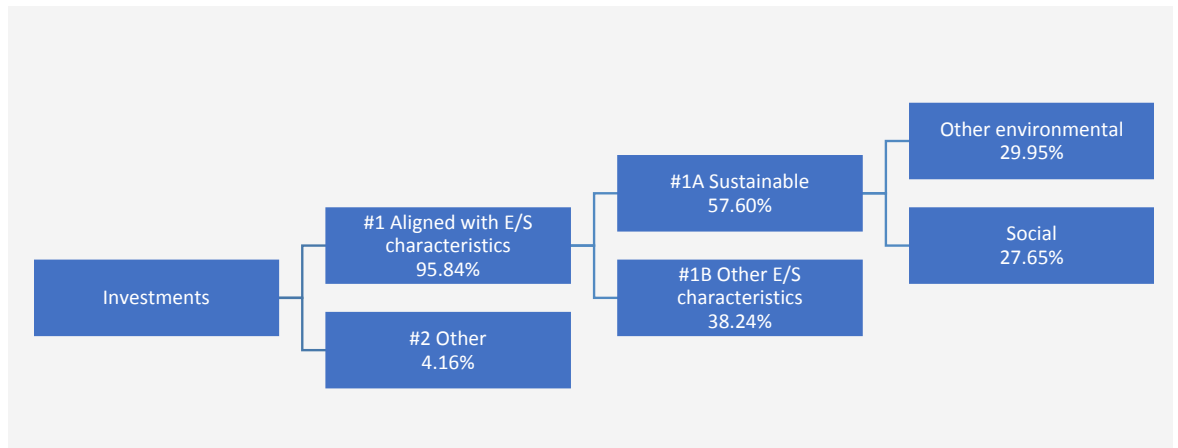 Investments
#1 Aligned with E/S
characteristics
95.84%
#2 Other
4.16%
#1A Sustainable
57.60%
#1B Other E/S
characteristics
38.24%
Other environmental
29.95%
Social
27.65%